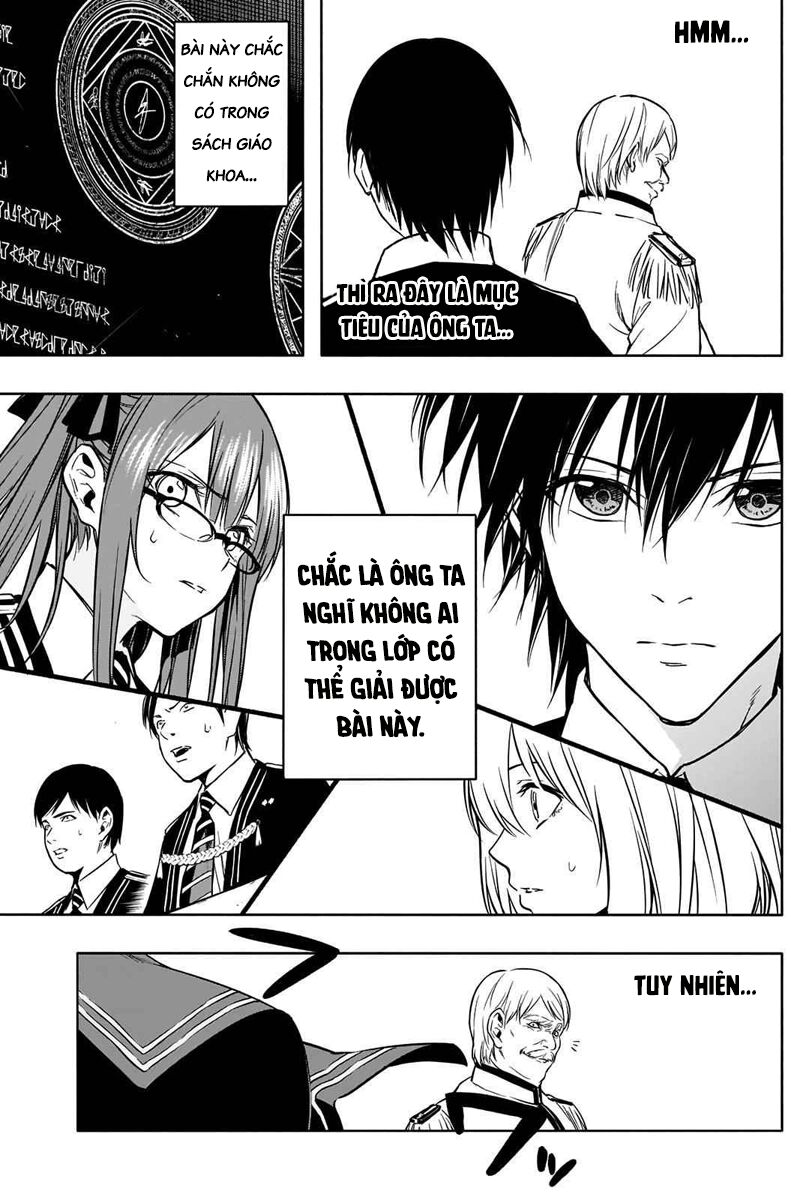 HMM...
THÌ RA ĐÂY LÀ MỤC
TIÊU CỦA ÔNG TA...
BÀI NÀY CHẮC
CHẮN KHÔNG
CÓ TRONG
SÁCH GIÁO
KHOA...
CHẮC LÀ ÔNG TA
NGHĨ KHÔNG AI
TRONG LỚP CÓ
THỂ GIẢI ĐƯỢC
BÀI NÀY.
TUY NHIÊN...